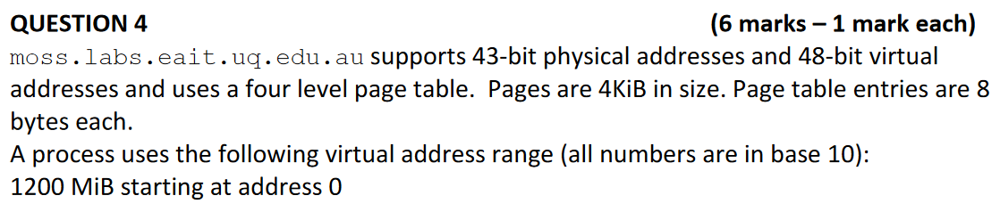 QUESTION 4 (6 marks – 1 mark each)
moss.labs.eait.uq.edu.au supports 43-bit physical addresses and 48-bit virtual
addresses and uses a four level page table.  Pages are 4KiB in size. Page table entries are 8
bytes each.
A process uses the following virtual address range (all numbers are in base 10):
1200 MiB starting at address 0